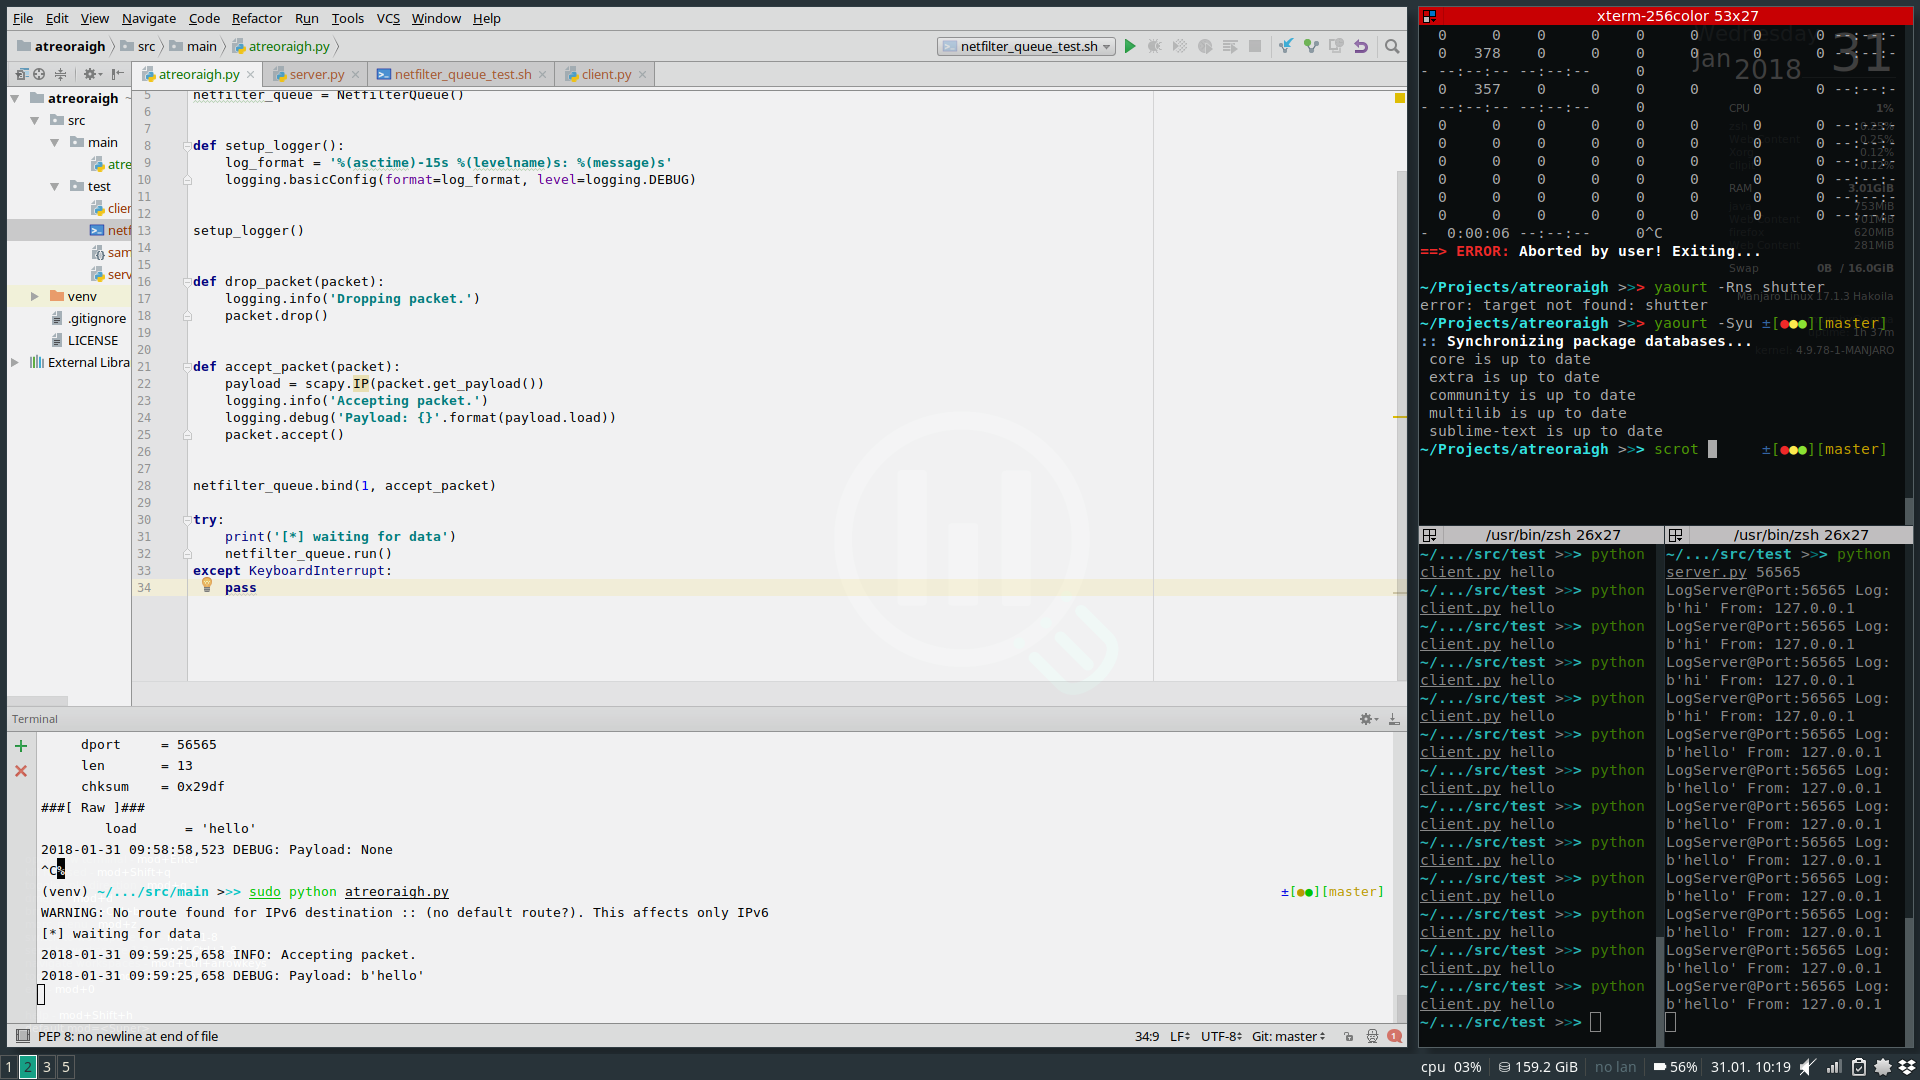 File Edit View Navigate Code Refactor Run Tools VCS Window Help
atreoraigh src main atreoraigh.py
netfilter_queue_test.sh
atreoraigh.py server.py netfilter_queue_test.sh client.py
atreoraigh ~
src
main
atre
test
clier
netf
sam
serv
venv
.gitignore
LICENSE
External Libra
5 netfilter_queue = NetfilterQueue()
6
7
8 def setup_logger():
9 log_format = '%(asctime)-15s %(levelname)s: %(message)s'
10 logging.basicConfig(format=log_format, level=logging.DEBUG)
11
12
13 setup_logger()
14
15
16 def drop_packet(packet):
17 logging.info('Dropping packet.')
18 packet.drop()
19
20
21 def accept_packet(packet):
22 payload = scapy.IP(packet.get_payload())
23 logging.info('Accepting packet.')
24 logging.debug('Payload: {}'.format(payload.load))
25 packet.accept()
26
27
28 netfilter_queue.bind(1, accept_packet)
29
30 try:
31 print('[*] waiting for data')
32 netfilter_queue.run()
33 except KeyboardInterrupt:
34 pass
Terminal
dport = 56565
len = 13
chksum = 0x29df
###[ Raw ]###
load = 'hello'
2018-01-31 09:58:58,523 DEBUG: Payload: None
^C%
(venv) ~/.../src/main >>> sudo python atreoraigh.py ±[●●][master]
WARNING: No route found for IPv6 destination :: (no default route?). This affects only IPv6
[*] waiting for data
2018-01-31 09:59:25,658 INFO: Accepting packet.
2018-01-31 09:59:25,658 DEBUG: Payload: b'hello'
mod+Shift+h
PEP 8: no newline at end of file
34:9 LF UTF-8 Git: master
xterm-256color 53x27
Wednesday
Jan 2018 31
0 0 0 0 0 0 0 --:--:-
0 378 0 0 0 0 0
- --:--:-- --:--:-- 0
0 357 0 0 0 0 0 --:--:-
- --:--:-- --:--:-- 0
0 0 0 0 0 0 0 --:--:-
0 0 0 0 0 0 0 --:--:-
0 0 0 0 0 0 0 --:--:-
0 0 0 0 0 0 0 --:--:-
0 0 0 0 0 0 0 --:--:-
0 0 0 0 0 0 0 --:--:-
- 0:00:06 --:--:-- 0^C
CPU 1%
RAM 3.01GiB
Swap 0B / 16.0GiB
Manjaro Linux 17.1.3 Hakoila
1h 37m
kernel: 4.9.78-1-MANJARO
==> ERROR: Aborted by user! Exiting...
~/Projects/atreoraigh >>> yaourt -Rns shutter
error: target not found: shutter
~/Projects/atreoraigh >>> yaourt -Syu ±[●●●][master]
:: Synchronizing package databases...
core is up to date
extra is up to date
community is up to date
multilib is up to date
sublime-text is up to date
~/Projects/atreoraigh >>> scrot ±[●●●][master]
/usr/bin/zsh 26x27
~/.../src/test >>> python
client.py hello
~/.../src/test >>> python
client.py hello
~/.../src/test >>> python
client.py hello
~/.../src/test >>> python
client.py hello
~/.../src/test >>> python
client.py hello
~/.../src/test >>> python
client.py hello
~/.../src/test >>> python
client.py hello
~/.../src/test >>> python
client.py hello
~/.../src/test >>> python
client.py hello
~/.../src/test >>> python
client.py hello
~/.../src/test >>> python
client.py hello
~/.../src/test >>> python
client.py hello
~/.../src/test >>> python
client.py hello
~/.../src/test >>>
/usr/bin/zsh 26x27
~/.../src/test >>> python
server.py 56565
LogServer@Port:56565 Log:
b'hi' From: 127.0.0.1
LogServer@Port:56565 Log:
b'hi' From: 127.0.0.1
LogServer@Port:56565 Log:
b'hi' From: 127.0.0.1
LogServer@Port:56565 Log:
b'hi' From: 127.0.0.1
LogServer@Port:56565 Log:
b'hello' From: 127.0.0.1
LogServer@Port:56565 Log:
b'hello' From: 127.0.0.1
LogServer@Port:56565 Log:
b'hello' From: 127.0.0.1
LogServer@Port:56565 Log:
b'hello' From: 127.0.0.1
LogServer@Port:56565 Log:
b'hello' From: 127.0.0.1
LogServer@Port:56565 Log:
b'hello' From: 127.0.0.1
LogServer@Port:56565 Log:
b'hello' From: 127.0.0.1
LogServer@Port:56565 Log:
b'hello' From: 127.0.0.1
1 2 3 5
cpu 03% 159.2 GiB no lan 56% 31.01. 10:19